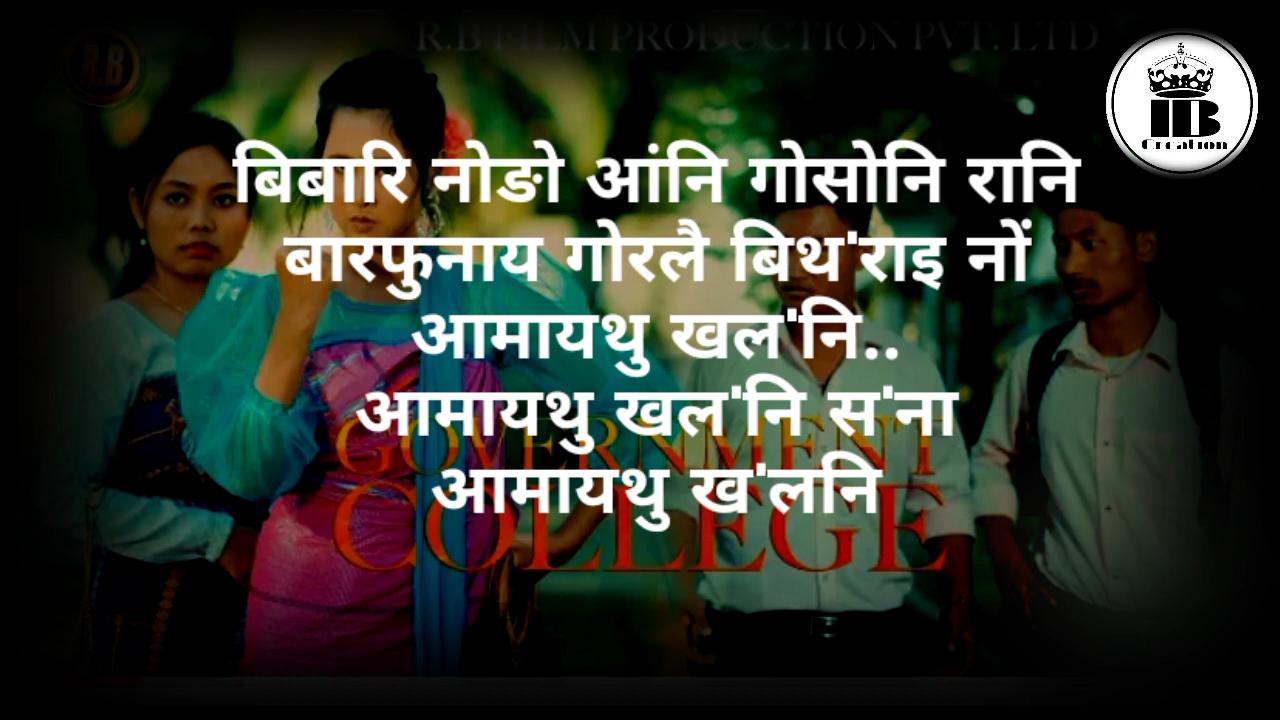 R.B FILM PRODUCTION PVT. LTD
R.B
IB
Creation
बिबारि नोङो आंनि गोसोनि रानि
बारफुनाय गोरलै बिथ'राइ नों
आमायथु खल'नि..
आमायथु खल'नि स'ना
आमायथु ख'लनि
GOVERNMENT
COLLEGE